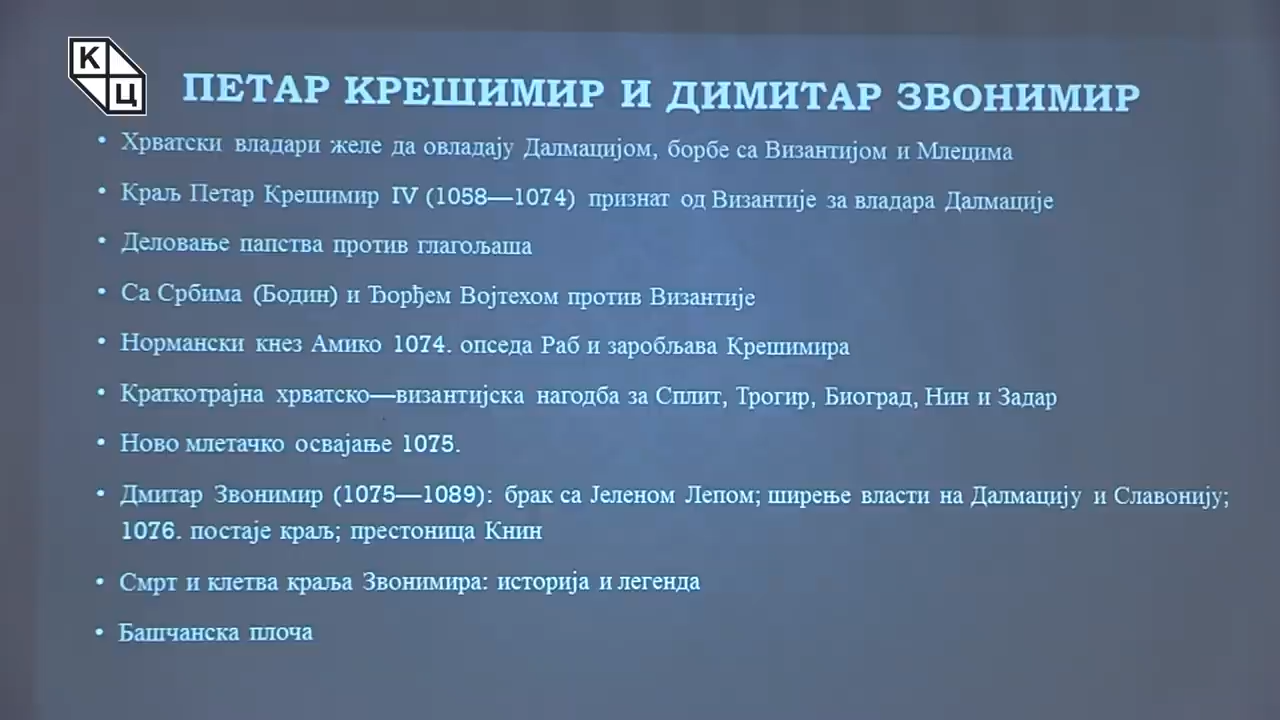 КЦ
ПЕТАР КРЕШИМИР И ДИМИТАР ЗВОНИМИР
• Хрватски владари желе да овладају Далмацијом, борбе са Византијом и Млецима
• Краљ Петар Крешимир IV (1058—1074) признат од Византије за владара Далмације
• Деловање папства против глагољаша
• Са Србима (Бодин) и Ђорђем Војтехом против Византије
• Нормански кнез Амико 1074. опседа Раб и заробљава Крешимира
• Краткотрајна хрватско—византијска нагодба за Сплит, Трогир, Биоград, Нин и Задар
• Ново млетачко освајање 1075.
• Дмитар Звонимир (1075—1089): брак са Јеленом Лепом; ширење власти на Далмацију и Славонију;
1076. постаје краљ; престоница Книн
• Смрт и клетва краља Звонимира: историја и легенда
• Башчанска плоча